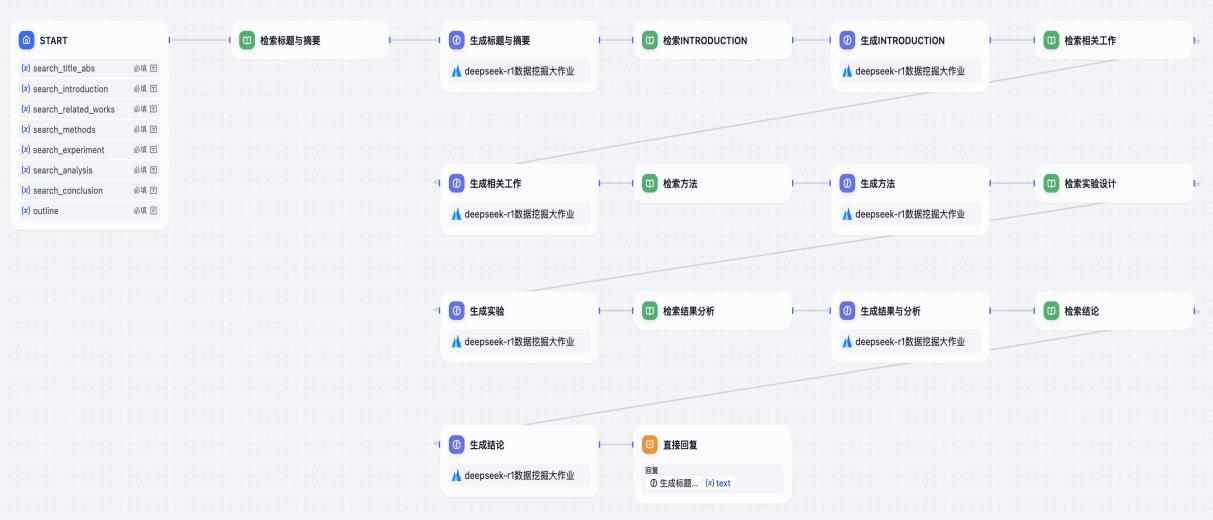 START
{x} search_title_abs 必填
{x} search_introduction 必填
{x} search_related_works 必填
{x} search_methods 必填
{x} search_experiment 必填
{x} search_analysis 必填
{x} search_conclusion 必填
{x} outline 必填
检索标题与摘要
生成标题与摘要
deepseek-r1数据挖掘大作业
检索INTRODUCTION
生成INTRODUCTION
deepseek-r1数据挖掘大作业
检索相关工作
生成相关工作
deepseek-r1数据挖掘大作业
检索方法
生成方法
deepseek-r1数据挖掘大作业
检索实验设计
生成实验
deepseek-r1数据挖掘大作业
检索结果分析
生成结果与分析
deepseek-r1数据挖掘大作业
检索结论
生成结论
deepseek-r1数据挖掘大作业
直接回复
回复
生成标题... / {x} text